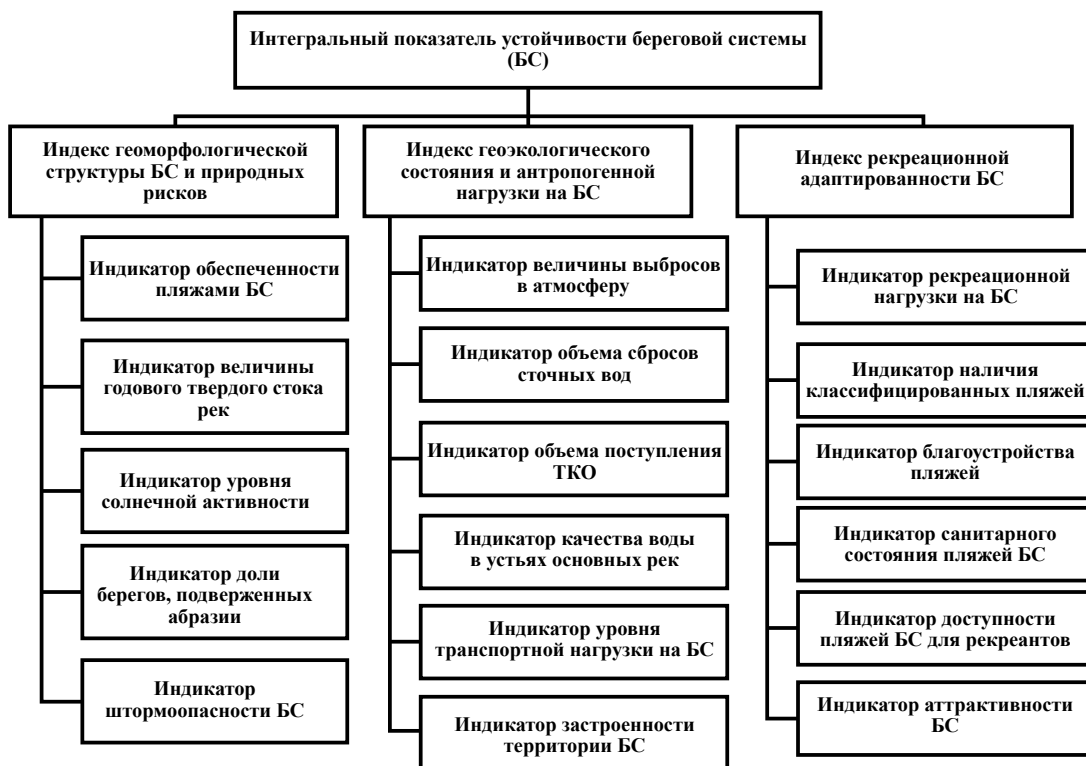 Интегральный показатель устойчивости береговой системы
(БС)
Индекс геоморфологической
структуры БС и природных
рисков
Индикатор обеспеченности
пляжами БС
Индикатор величины
годового твердого стока
рек
Индикатор уровня
солнечной активности
Индикатор доли
берегов, подверженных
абразии
Индикатор
штормоопасности БС
Индекс геоэкологического
состояния и антропогенной
нагрузки на БС
Индикатор величины выбросов
в атмосферу
Индикатор объема сбросов
сточных вод
Индикатор объема поступления
ТКО
Индикатор качества воды
в устьях основных рек
Индикатор уровня
транспортной нагрузки на БС
Индикатор застроенности
территории БС
Индекс рекреационной
адаптированности БС
Индикатор рекреационной
нагрузки на БС
Индикатор наличия
классифицированных пляжей
Индикатор благоустройства
пляжей
Индикатор санитарного
состояния пляжей БС
Индикатор доступности
пляжей БС для рекреантов
Индикатор аттрактивности
БС